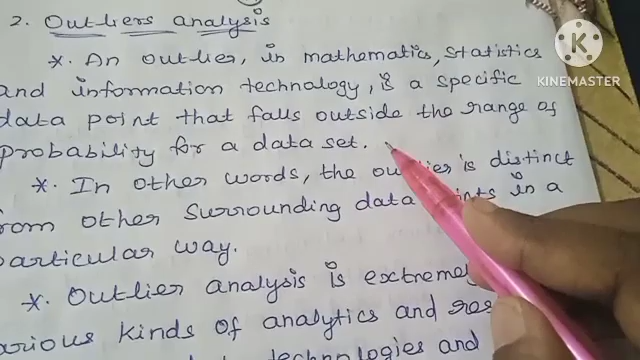 2. Outliers analysis
KINEMASTER
*. An outlier, in mathematics, statistics
and information technology, is a specific
data point that falls outside the range of
probability for a data set.
*. In other words, the outlier is distinct
from other surrounding data points in a
particular way.
*. Outlier analysis is
various kinds of analytics and
technologies and